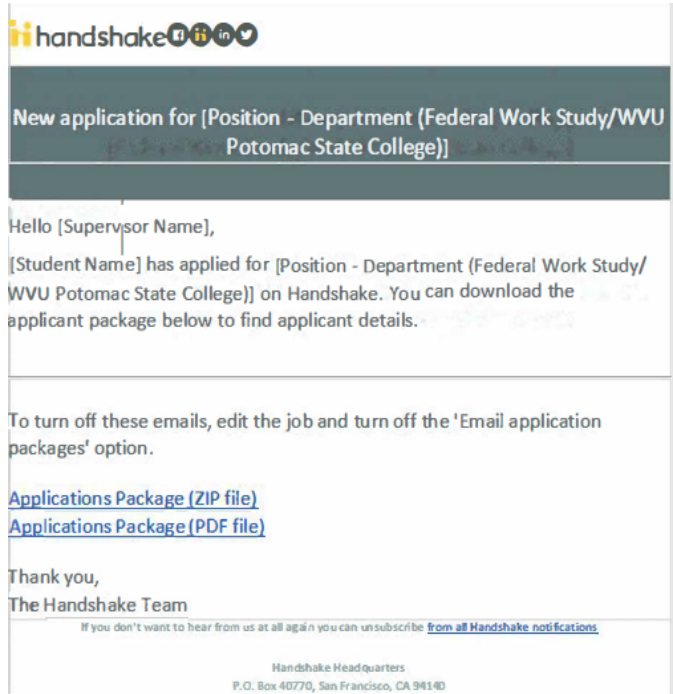 handshake
New application for [Position - Department (Federal Work Study/WVU
Potomac State College)]
Hello [Supervisor Name],
[Student Name] has applied for [Position - Department (Federal Work Study/
WVU Potomac State College)] on Handshake. You can download the
applicant package below to find applicant details.
To turn off these emails, edit the job and turn off the 'Email application
packages' option.
Applications Package (ZIP file)
Applications Package (PDF file)
Thank you,
The Handshake Team
If you don't want to hear from us at all again you can unsubscribe from all Handshake notifications
Handshake Headquarters
P.O. Box 40770, San Francisco, CA 94140